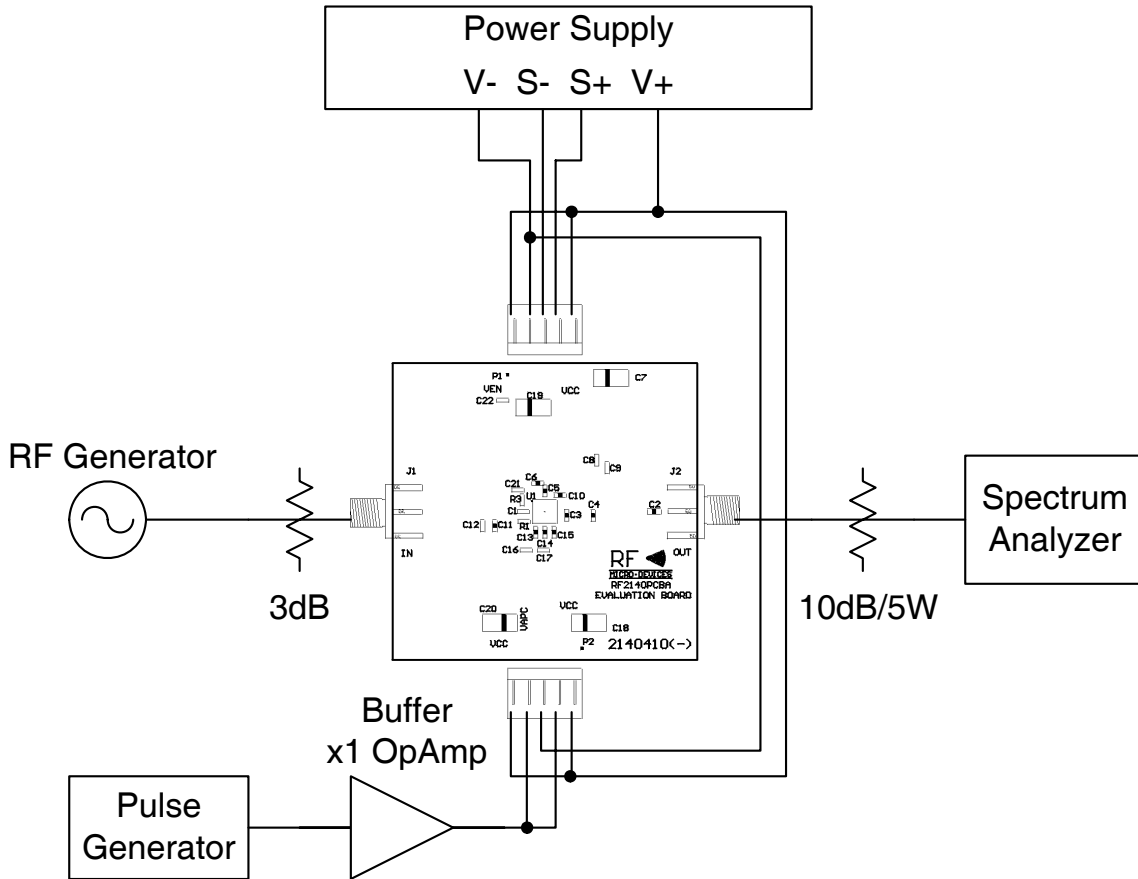 Power Supply
V- S- S+ V+
P1
VEN
C22
C19
VCC
C7
RF Generator
3dB
J1
IN
C8
C9
C6
C5
C21
U1
C10
R3
C1
C3
C4
C2
C12
C11
R1
C13
C15
C14
C16
C17
J2
OUT
RF
MICRO-DEVICES
RF2140PCBA
EVALUATION BOARD
C20
VAPC
VCC
VCC
C18
P2
2140410(-)
10dB/5W
Spectrum
Analyzer
Buffer
x1 OpAmp
Pulse
Generator